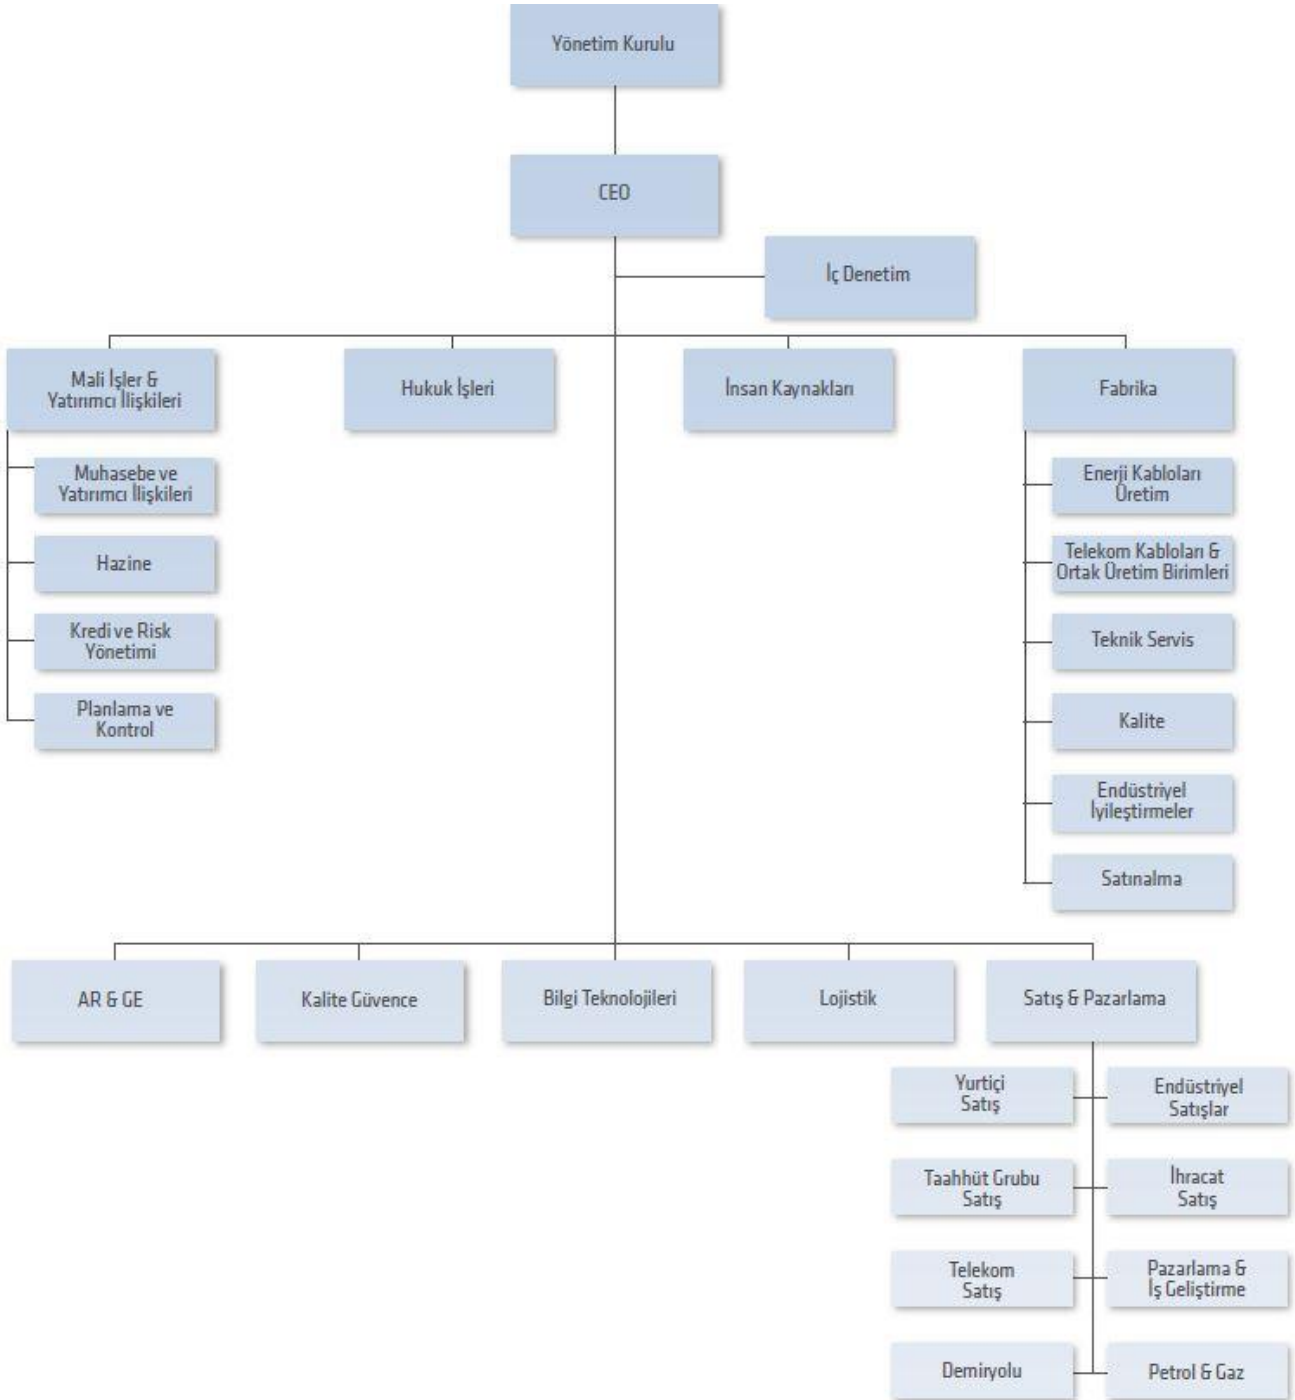 Yönetim Kurulu
CEO
İç Denetim
Mali İşler &
Yatırımcı İlişkileri
Hukuk İşleri
İnsan Kaynakları
Fabrika
Muhasebe ve
Yatırımcı İlişkileri
Hazine
Kredi ve Risk
Yönetimi
Planlama ve
Kontrol
Enerji Kabloları
Üretim
Telekom Kabloları &
Ortak Üretim Birimleri
Teknik Servis
Kalite
Endüstriyel
İyileştirmeler
Satınalma
AR & GE
Kalite Güvence
Bilgi Teknolojileri
Lojistik
Satış & Pazarlama
Yurtiçi
Satış
Endüstriyel
Satışlar
Taahhüt Grubu
Satış
İhracat
Satış
Telekom
Satış
Pazarlama &
İş Geliştirme
Demiryolu
Petrol & Gaz